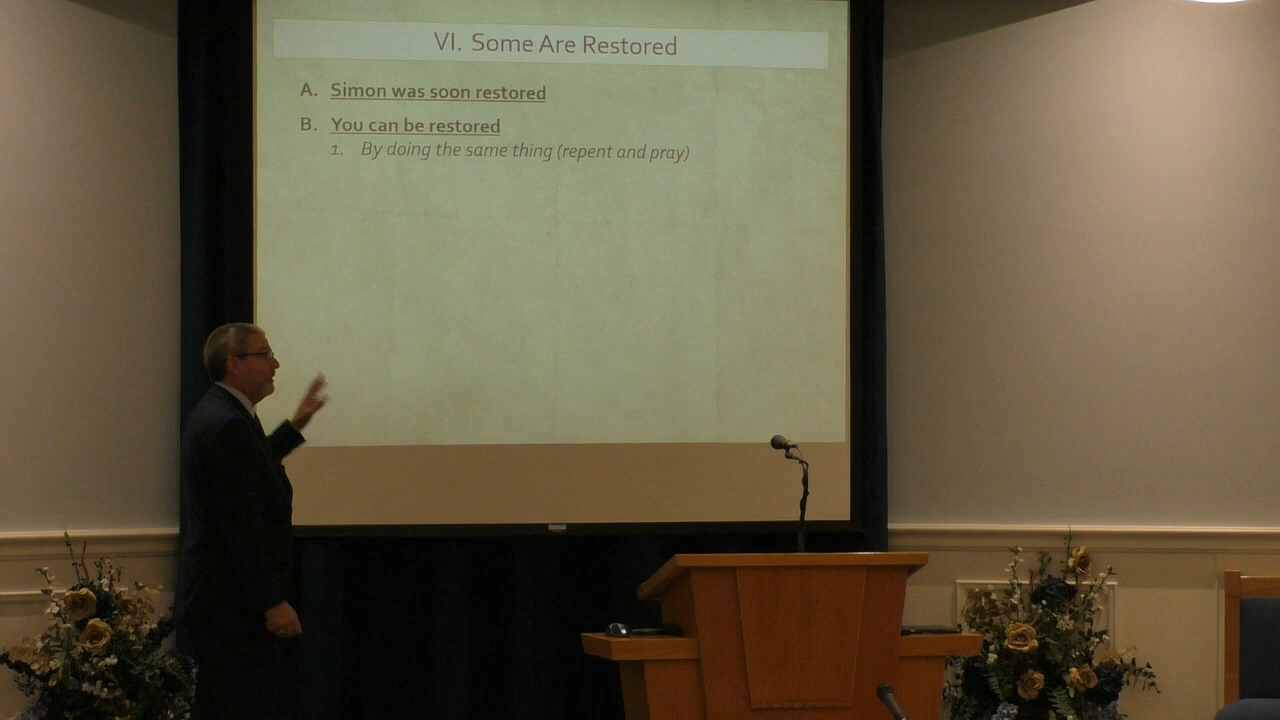 VI. Some Are Restored
A. Simon was soon restored
B. You can be restored
1. By doing the same thing (repent and pray)